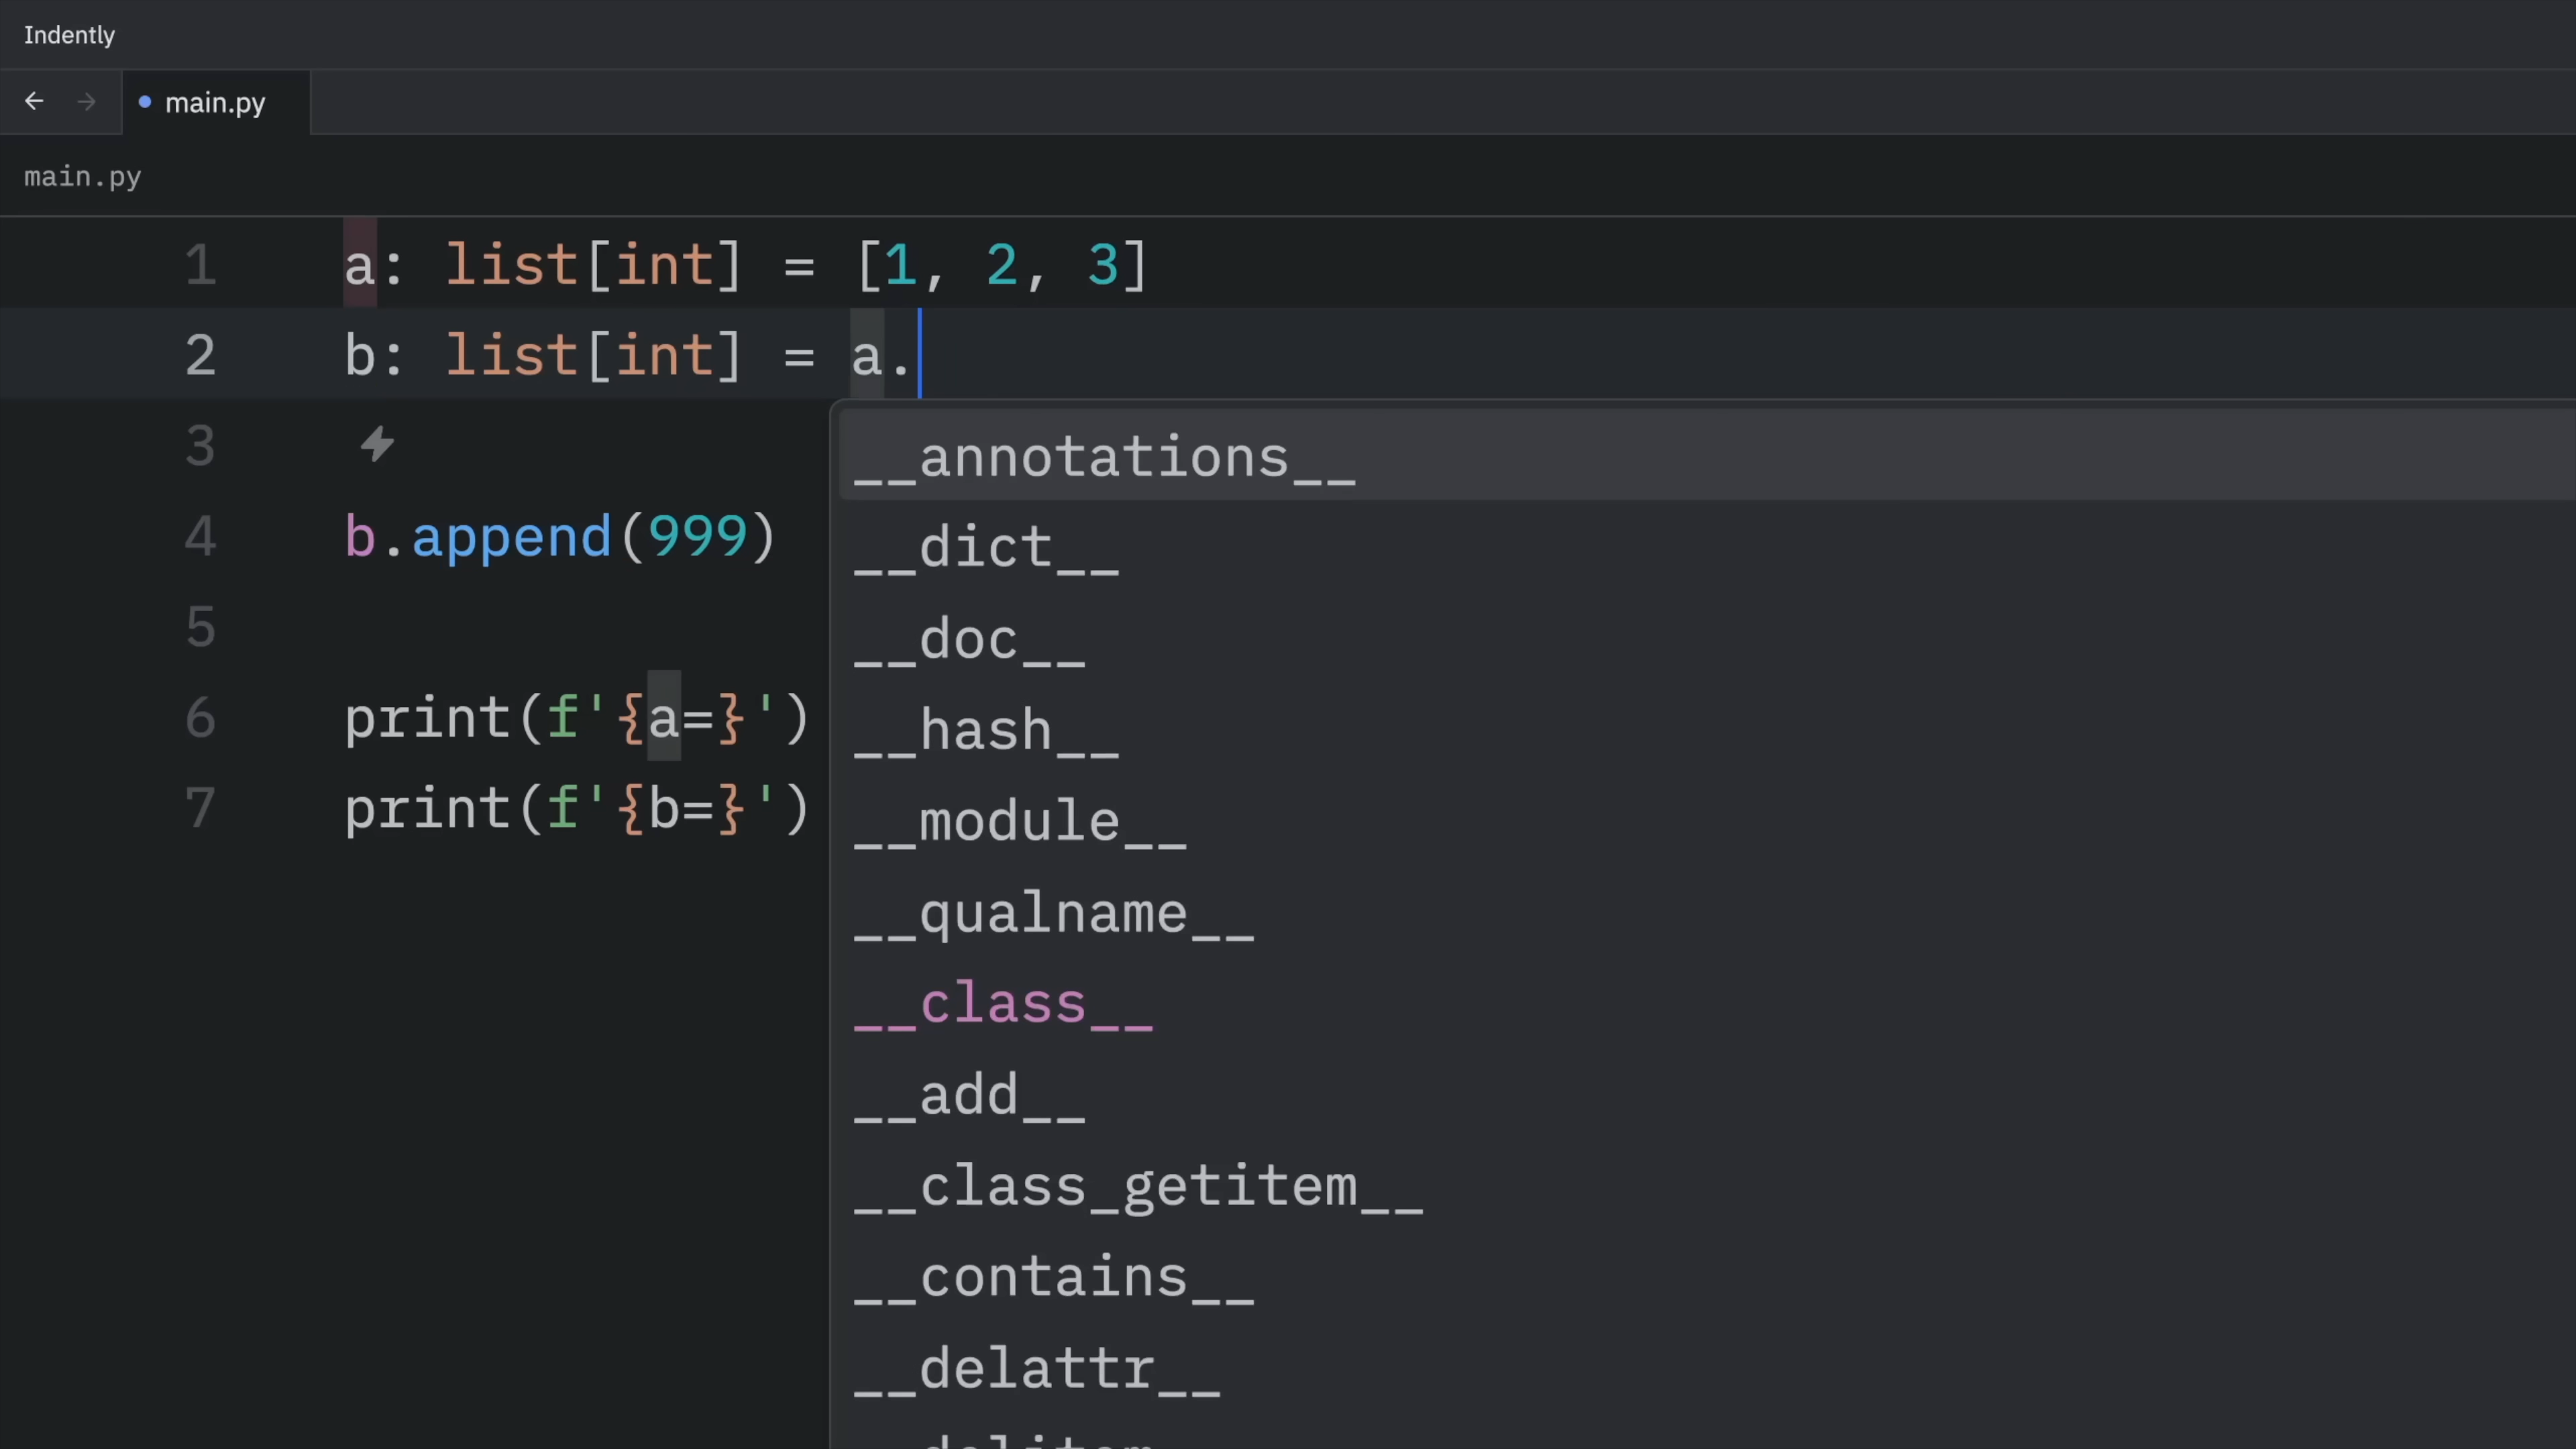 Indently
main.py
main.py
1 a: list[int] = [1, 2, 3]
2 b: list[int] = a.
3
4 b.append(999)
5
6 print(f'{a=}')
7 print(f'{b=}')
__annotations__
__dict__
__doc__
__hash__
__module__
__qualname__
__class__
__add__
__class_getitem__
__contains__
__delattr__